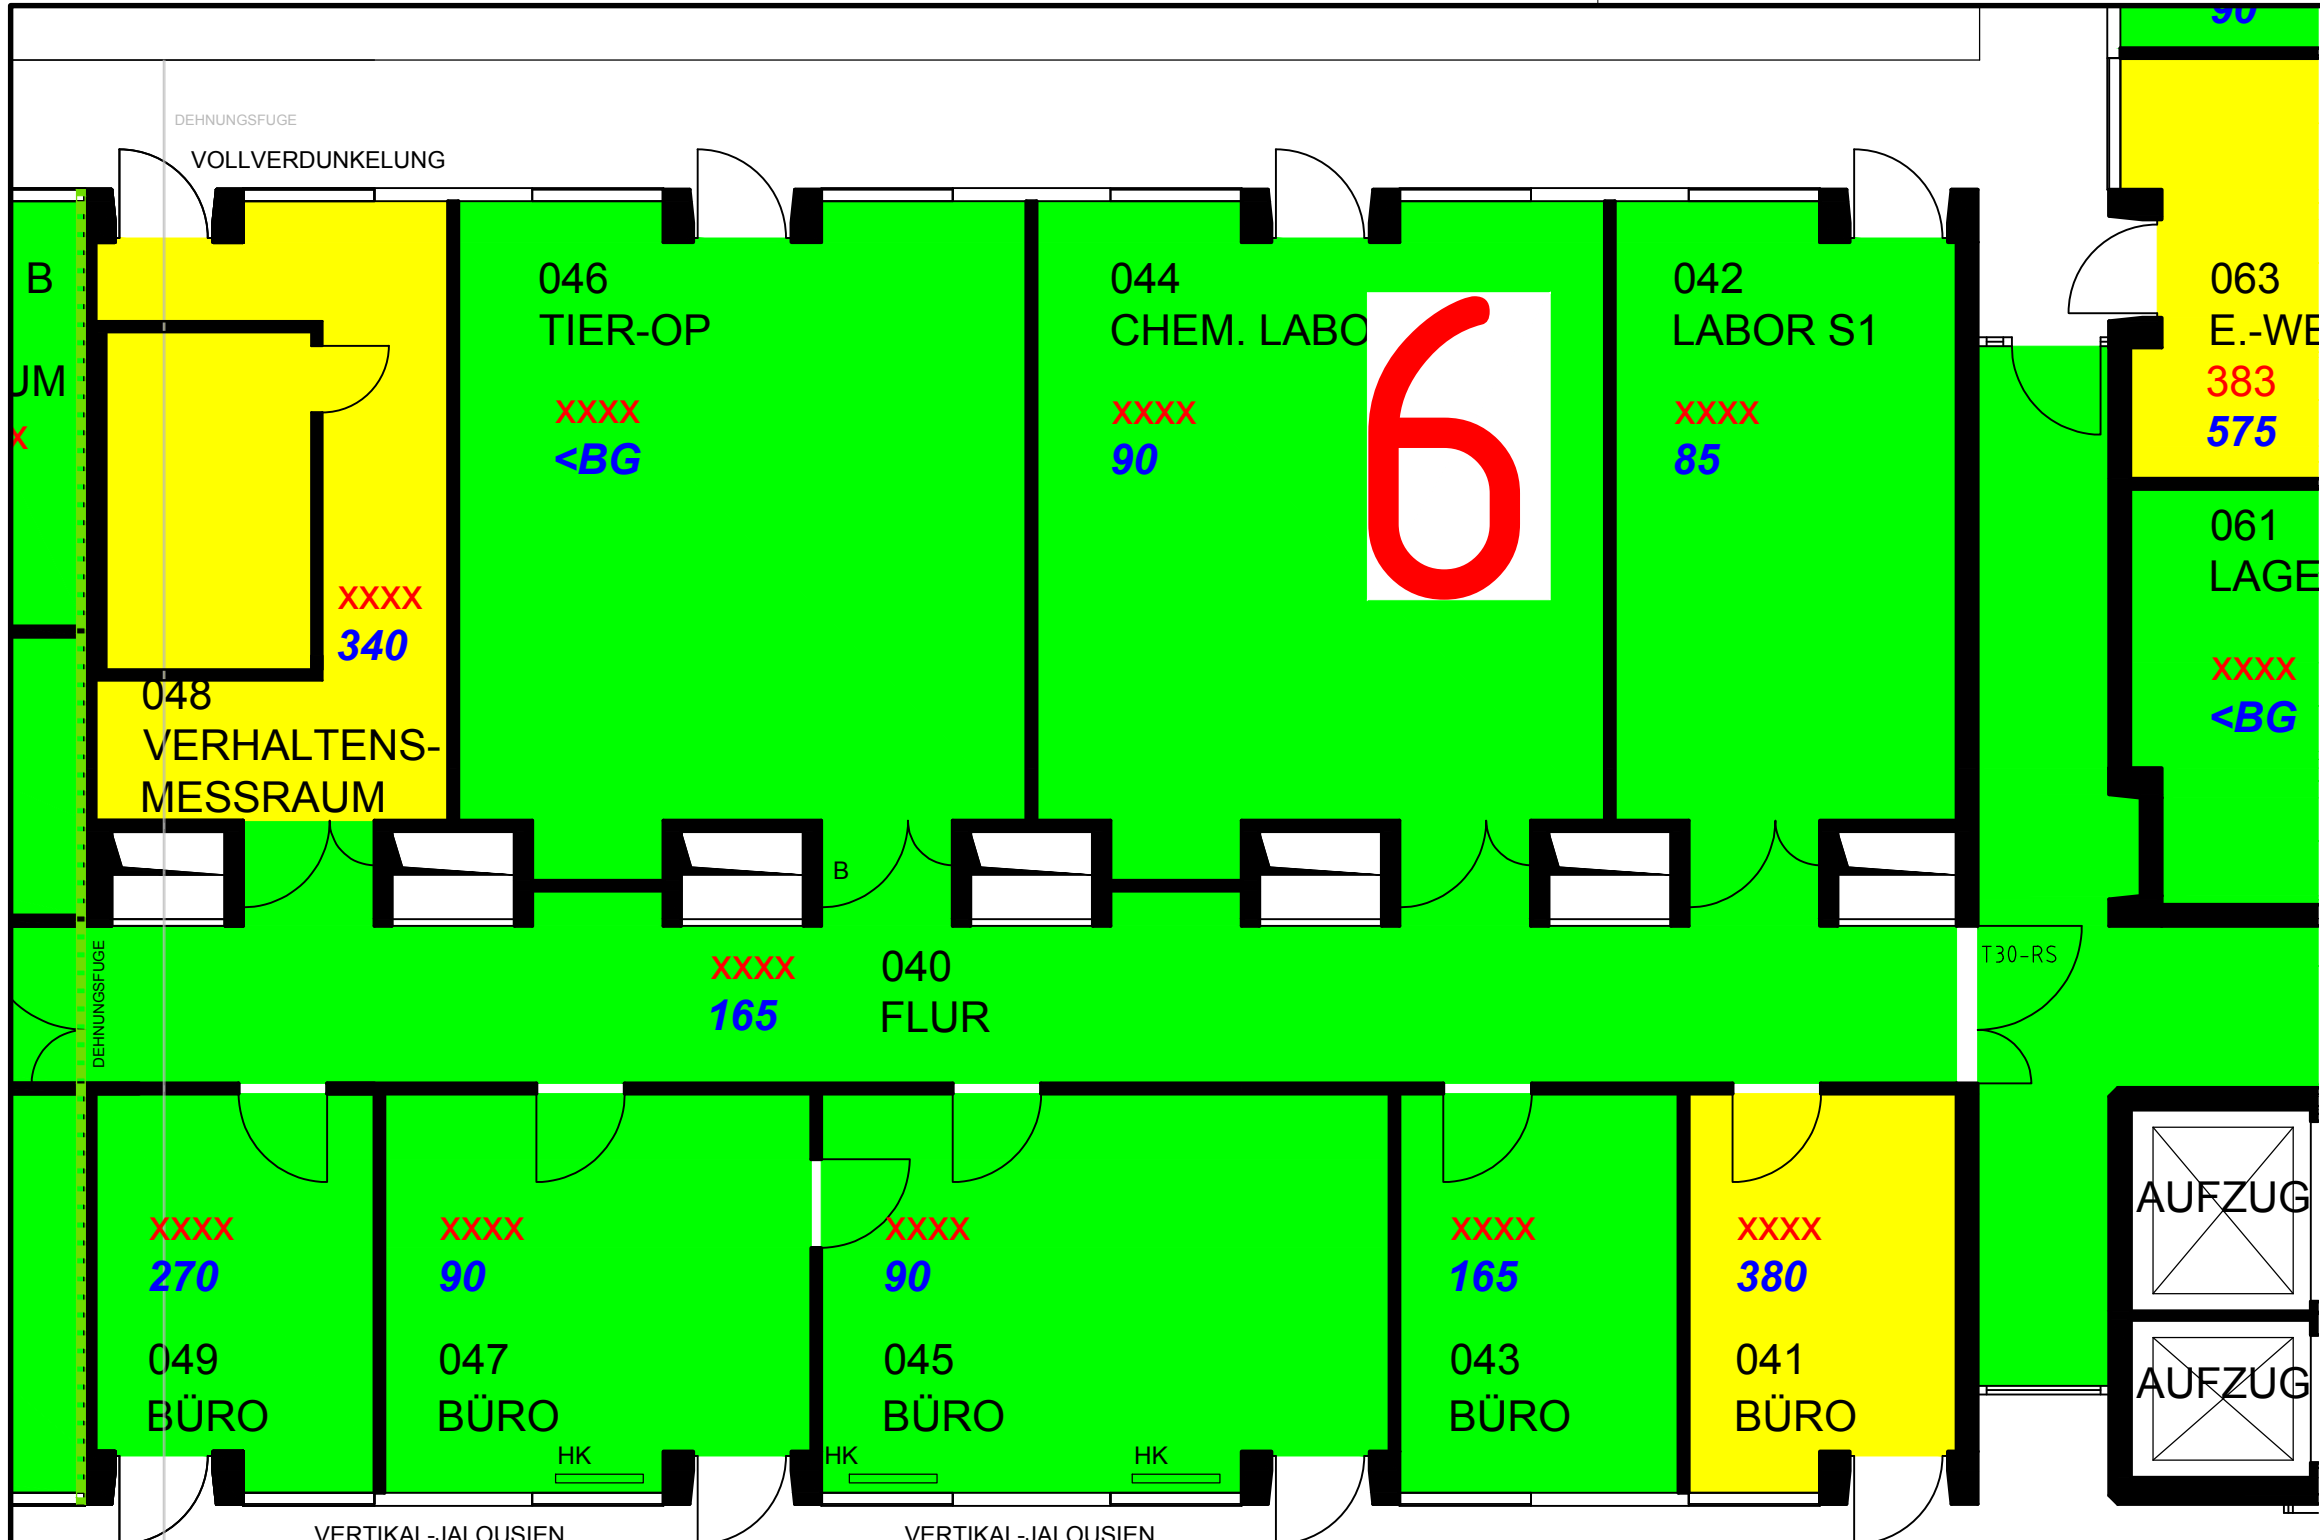 90
DEHNUNGSFUGE
VOLLVERDUNKELUNG
B
UM
x
046
TIER-OP
xxxx
<BG
044
CHEM. LABO
xxxx
90
6
042
LABOR S1
xxxx
85
063
E.-WE
383
575
061
LAGE
xxxx
<BG
xxxx
340
048
VERHALTENS-
MESSRAUM
B
DEHNUNGSFUGE
xxxx
165
040
FLUR
T30-RS
xxxx
270
049
BÜRO
xxxx
90
047
BÜRO
HK
xxxx
90
045
BÜRO
HK
HK
xxxx
165
043
BÜRO
xxxx
380
041
BÜRO
AUFZUG
AUFZUG
VERTIKAL-JALOUSIEN
VERTIKAL-JALOUSIEN